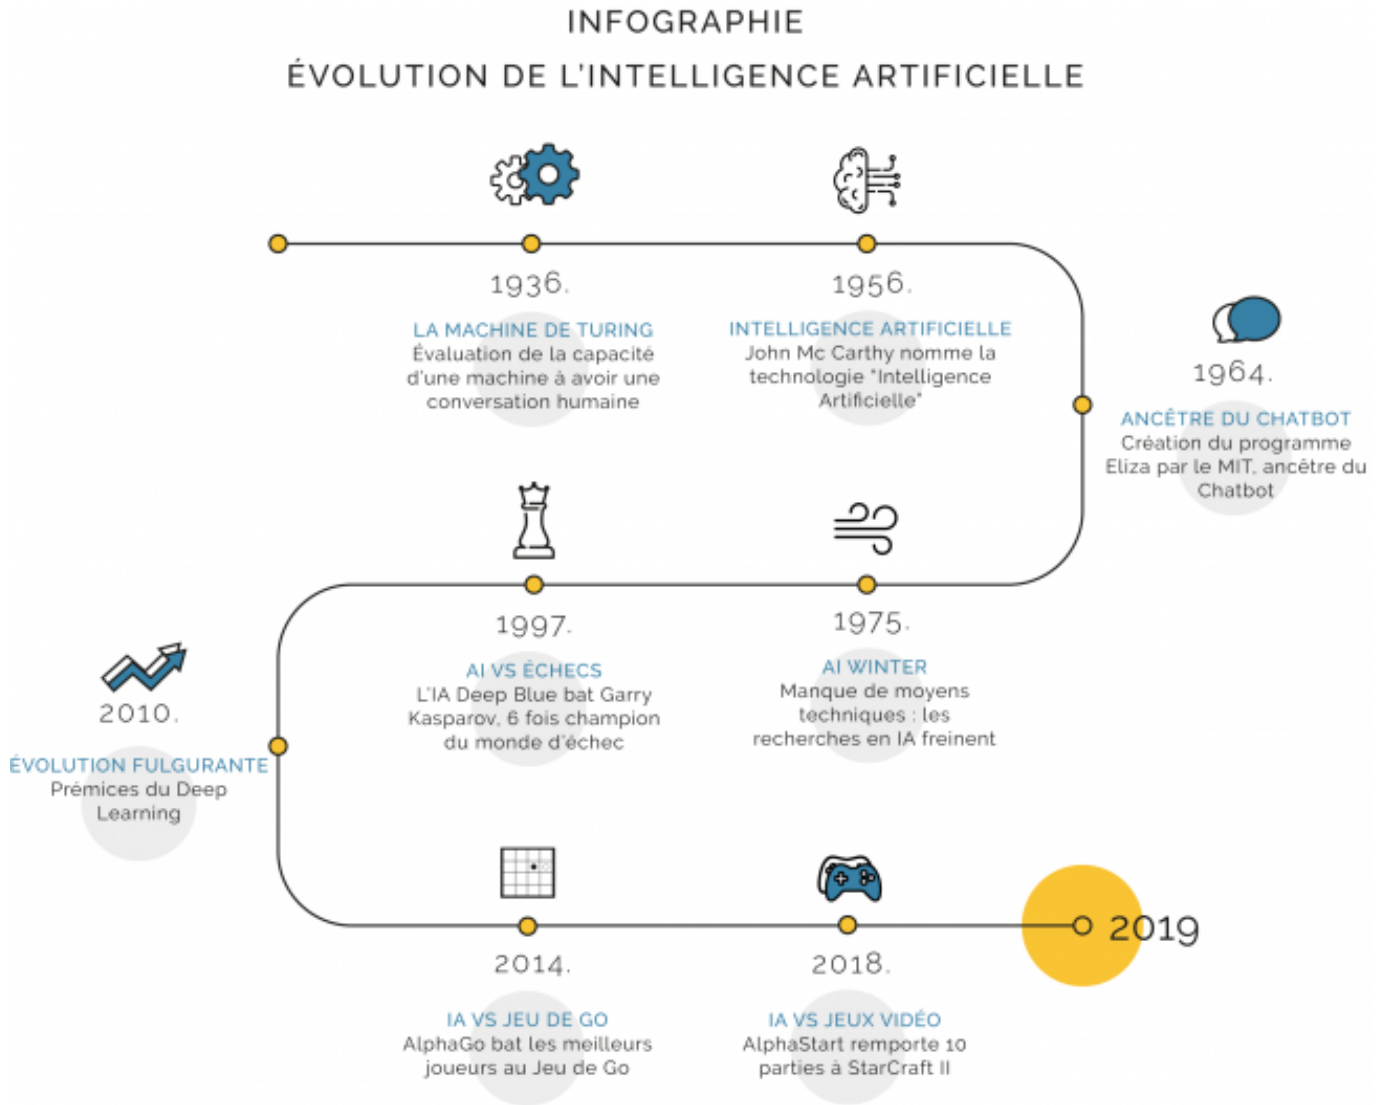 INFOGRAPHIE
ÉVOLUTION DE L'INTELLIGENCE ARTIFICIELLE
1936.
LA MACHINE DE TURING
Évaluation de la capacité
d'une machine à avoir une
conversation humaine
1956.
INTELLIGENCE ARTIFICIELLE
John Mc Carthy nomme la
technologie "Intelligence
Artificielle"
1964.
ANCÊTRE DU CHATBOT
Création du programme
Eliza par le MIT, ancêtre du
Chatbot
1975.
AI WINTER
Manque de moyens
techniques : les
recherches en IA freinent
1997.
AI VS ÉCHECS
L'IA Deep Blue bat Garry
Kasparov, 6 fois champion
du monde d'échec
2010.
ÉVOLUTION FULGURANTE
Prémices du Deep
Learning
2014.
IA VS JEU DE GO
AlphaGo bat les meilleurs
joueurs au Jeu de Go
2018.
IA VS JEUX VIDÉO
AlphaStart remporte 10
parties à StarCraft II
2019